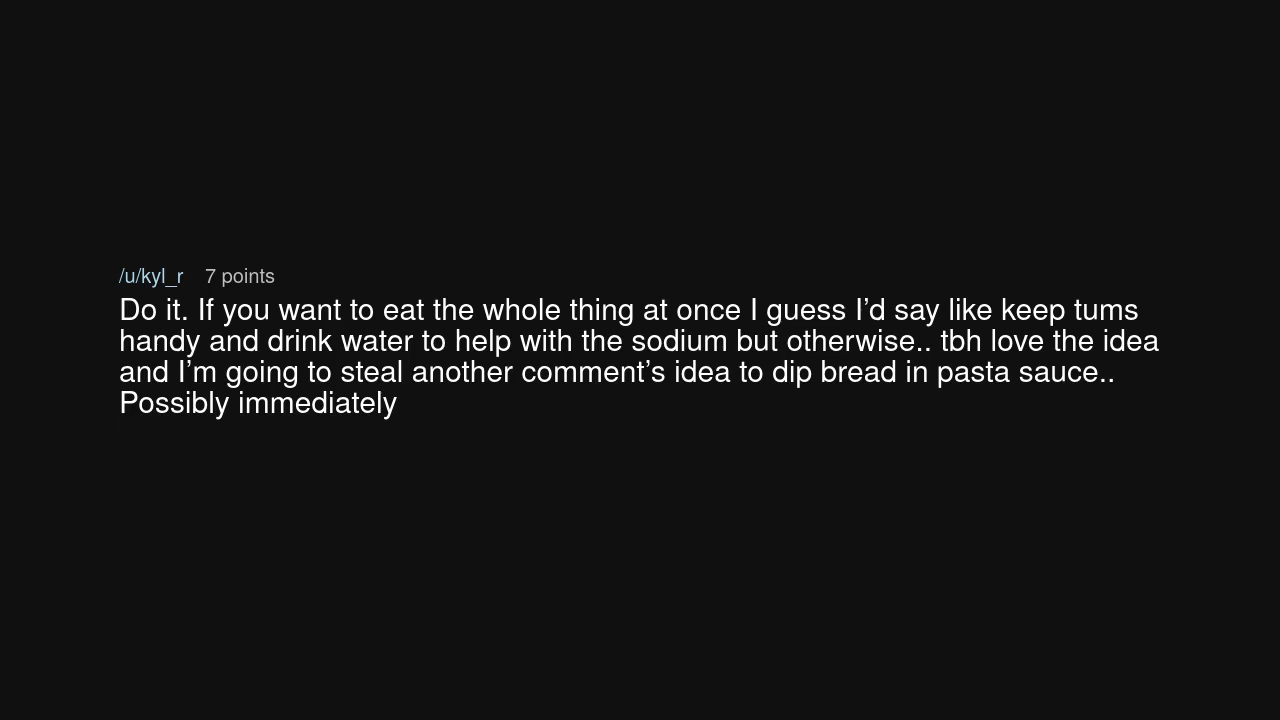 /u/kyl_r 7 points
Do it. If you want to eat the whole thing at once I guess I’d say like keep tums
handy and drink water to help with the sodium but otherwise.. tbh love the idea
and I’m going to steal another comment’s idea to dip bread in pasta sauce..
Possibly immediately